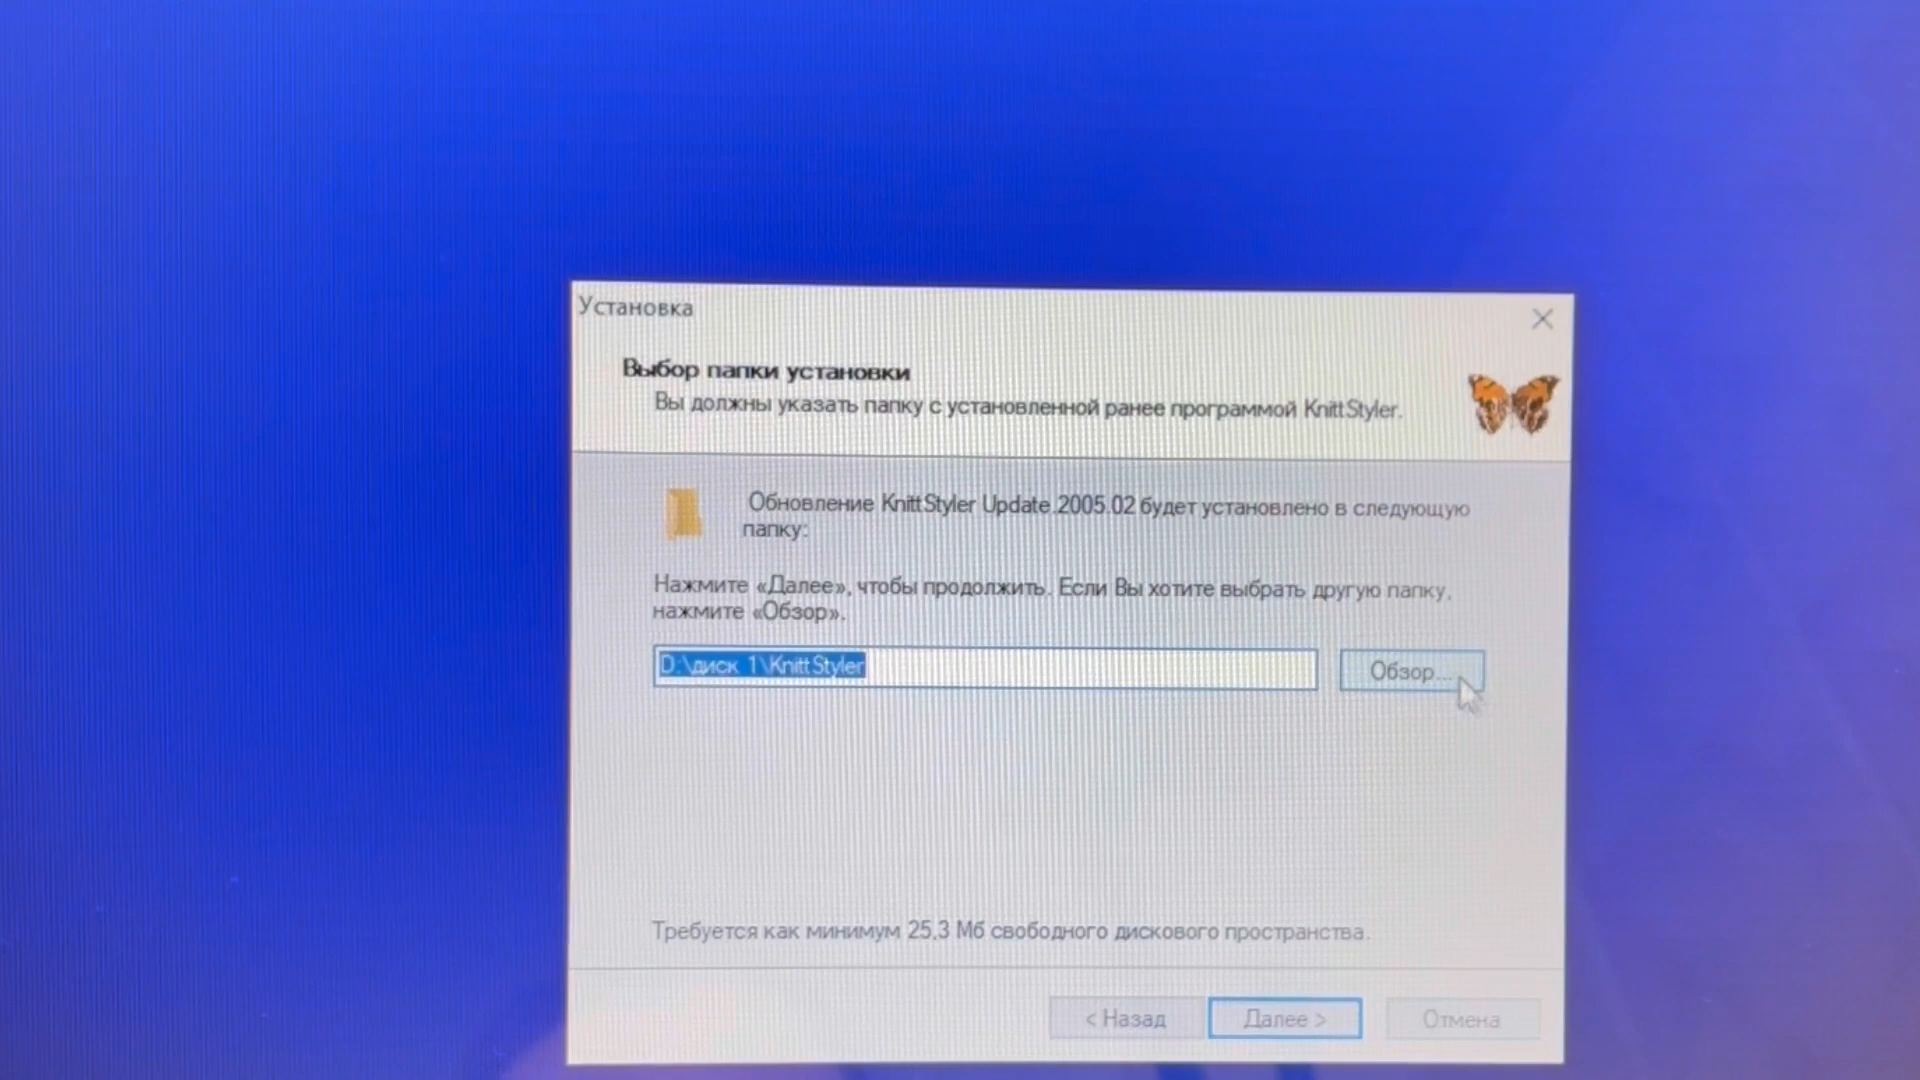 Установка
Выбор папки установки
Вы должны указать папку с установленной ранее программой KnittStyler.
Обновление KnittStyler Update.2005.02 будет установлено в следующую
папку:
Нажмите «Далее», чтобы продолжить. Если Вы хотите выбрать другую папку,
нажмите «Обзор».
D:\диск 1\KnittStyler
Обзор...
Требуется как минимум 25,3 Мб свободного дискового пространства.
< Назад
Далее >
Отмена